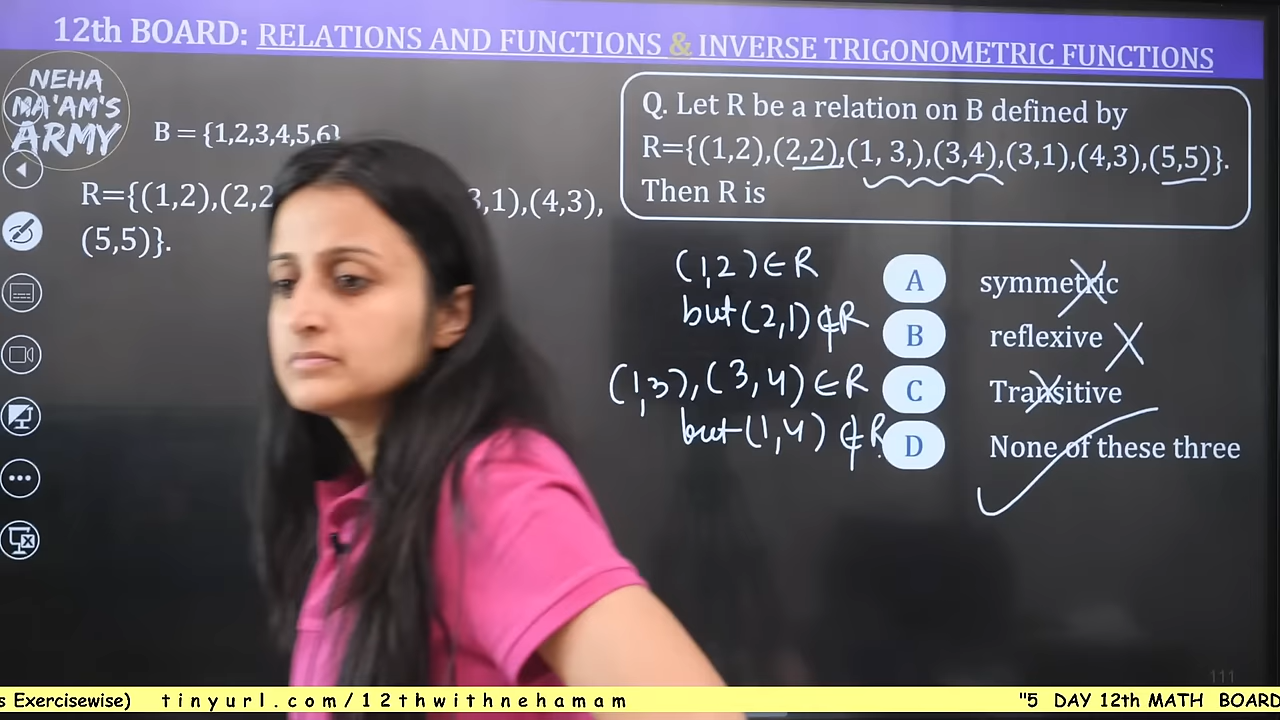 12th BOARD: RELATIONS AND FUNCTIONS & INVERSE TRIGONOMETRIC FUNCTIONS
NEHA
MA'AM'S
ARMY
B = {1,2,3,4,5,6}
R={(1,2),(2,2 3,1),(4,3),
(5,5)}.
Q. Let R be a relation on B defined by
R={(1,2),(2,2),(1, 3,),(3,4),(3,1),(4,3),(5,5)}.
Then R is
(1,2) ∈ R
but (2,1) ∉ R
(1,3), (3,4) ∈ R
but (1,4) ∉ R
A symmetric
B reflexive
C Transitive
D None of these three
111
s Exercisewise) tinyurl.com/12thwithnehamam "5 DAY 12th MATH BOARD